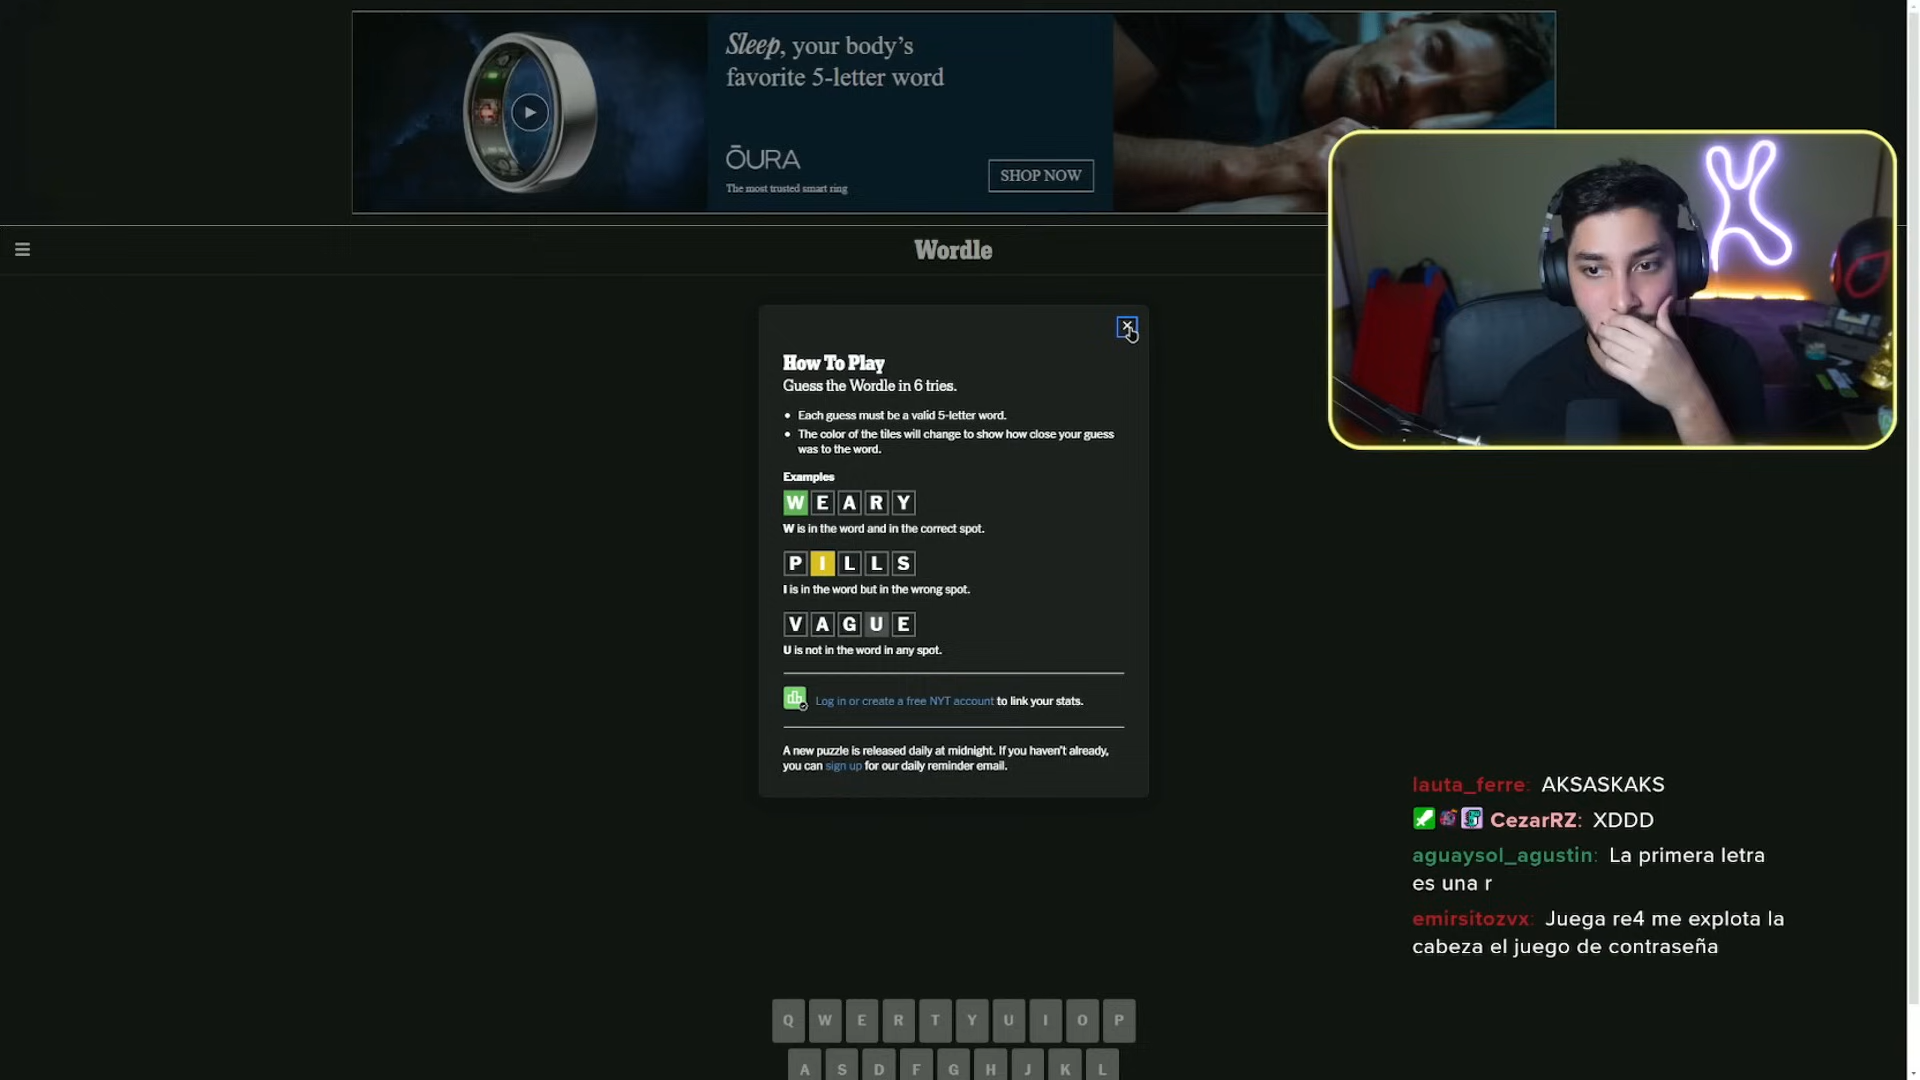 Sleep, your body's
favorite 5-letter word
ŌURA
The most trusted smart ring
SHOP NOW
Wordle
How To Play
Guess the Wordle in 6 tries.
• Each guess must be a valid 5-letter word.
• The color of the tiles will change to show how close your guess
was to the word.
Examples
W E A R Y
W is in the word and in the correct spot.
P I L L S
I is in the word but in the wrong spot.
V A G U E
U is not in the word in any spot.
Log in or create a free NYT account to link your stats.
A new puzzle is released daily at midnight. If you haven't already,
you can sign up for our daily reminder email.
lauta_ferre: AKSASKAKS
CezarRZ: XDDD
aguaysol_agustin: La primera letra
es una r
emirsitozvx: Juega re4 me explota la
cabeza el juego de contraseña
Q W E R T Y U I O P
A S D F G H J K L